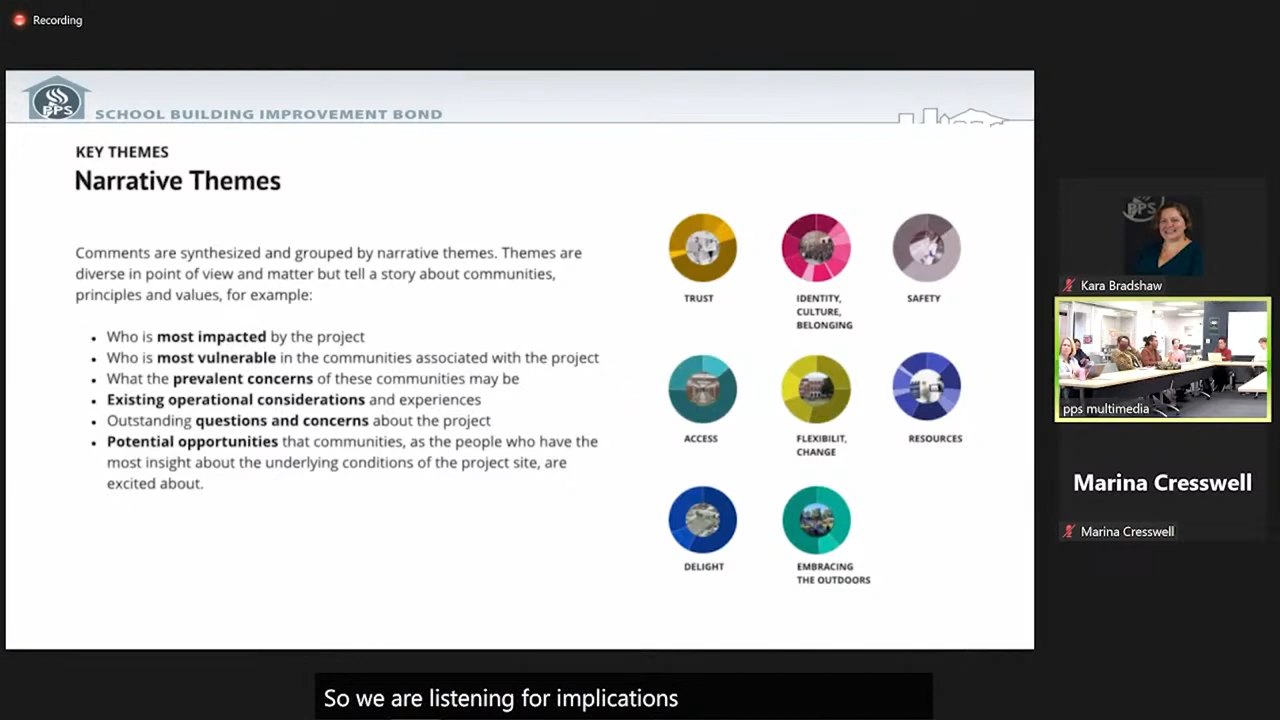 Recording
PPS
SCHOOL BUILDING IMPROVEMENT BOND
KEY THEMES
Narrative Themes
Comments are synthesized and grouped by narrative themes. Themes are
diverse in point of view and matter but tell a story about communities,
principles and values, for example:
• Who is most impacted by the project
• Who is most vulnerable in the communities associated with the project
• What the prevalent concerns of these communities may be
• Existing operational considerations and experiences
• Outstanding questions and concerns about the project
• Potential opportunities that communities, as the people who have the
most insight about the underlying conditions of the project site, are
excited about.
TRUST
IDENTITY,
CULTURE,
BELONGING
SAFETY
ACCESS
FLEXIBILIT,
CHANGE
RESOURCES
DELIGHT
EMBRACING
THE OUTDOORS
PPS
Kara Bradshaw
pps multimedia
Marina Cresswell
Marina Cresswell
So we are listening for implications